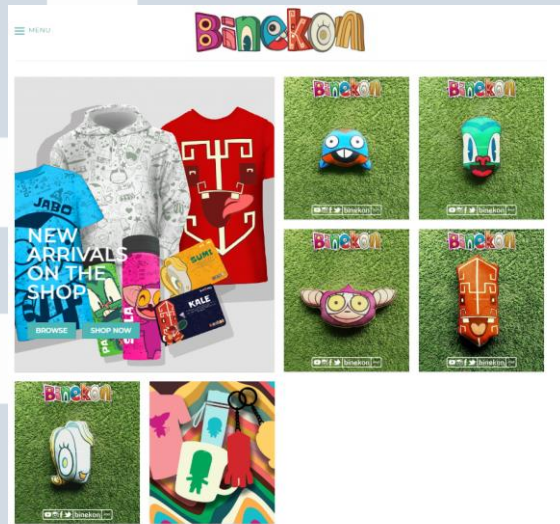 MENU
Binekon
Binekon
Binekon
JABO
SUMI
KALE
NEW
ARRIVALS
ON THE
SHOP
BROWSE
SHOP NOW
binekon
binekon
Binekon
Binekon
binekon
binekon
Binekon
binekon